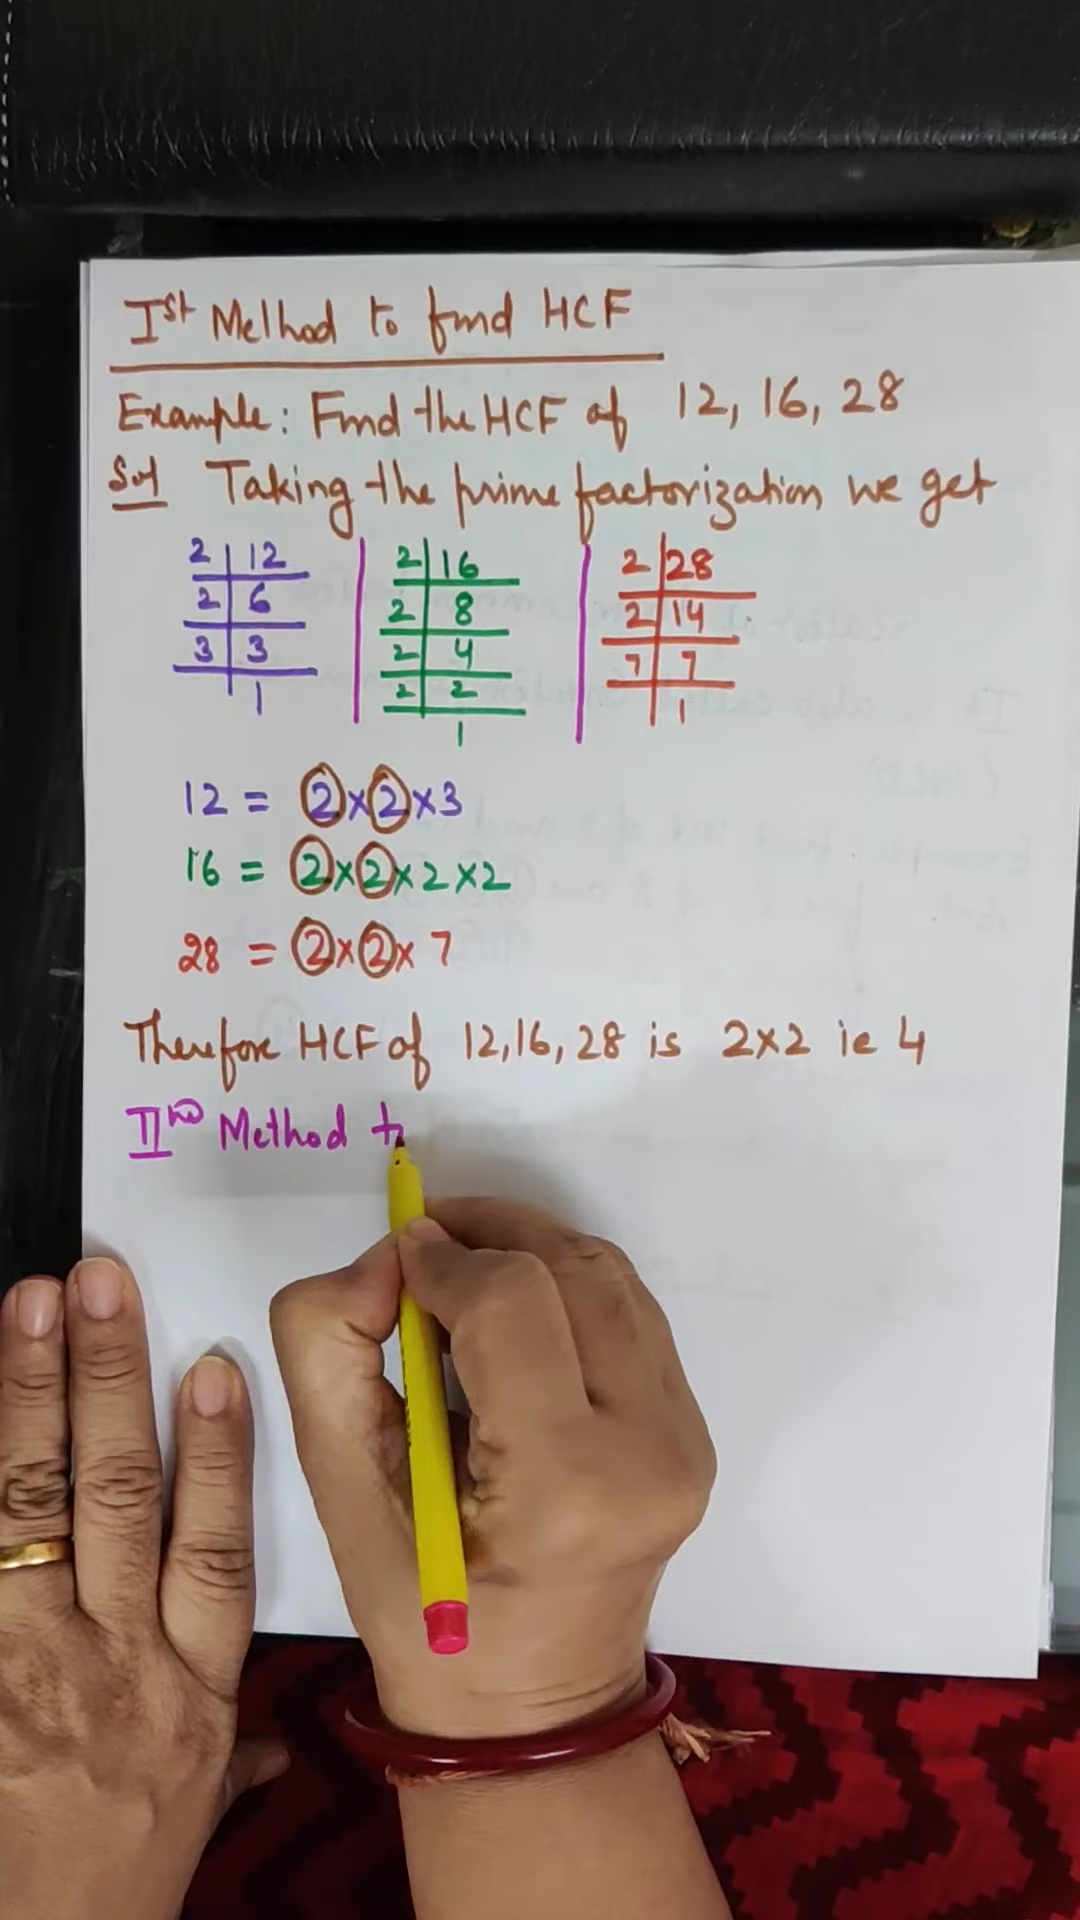 Ist Method to find HCF
Example: Find the HCF of 12, 16, 28
Sol Taking the prime factorization we get
2 | 12
2 | 6
3 | 3
1
2 | 16
2 | 8
2 | 4
2 | 2
1
2 | 28
2 | 14
7 | 7
1
12 = 2×2×3
16 = 2×2×2×2
28 = 2×2×7
Therefore HCF of 12,16,28 is 2×2 ie 4
IInd Method t